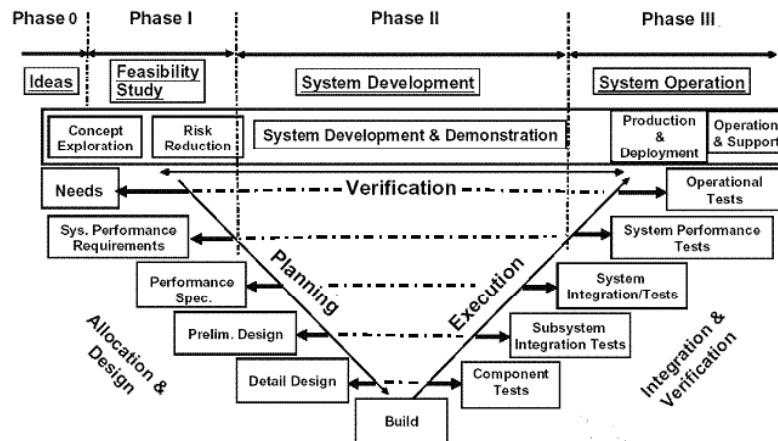 Phase 0 Phase I Phase II Phase III
Ideas
Feasibility
Study
System Development
System Operation
Concept
Exploration
Risk
Reduction
System Development & Demonstration
Production
&
Deployment
Operation
& Support
Needs
Verification
Operational
Tests
Sys. Performance
Requirements
System Performance
Tests
Planning
Execution
Performance
Spec.
System
Integration/Tests
Allocation &
Design
Prelim. Design
Subsystem
Integration Tests
Integration &
Verification
Detail Design
Component
Tests
Build